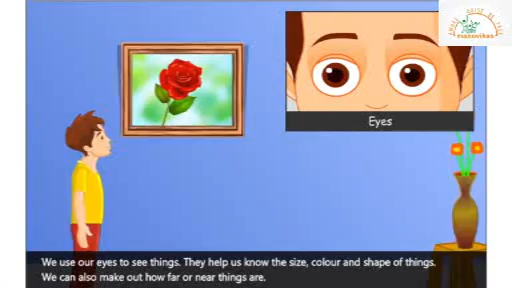 manovikas
Eyes
We use our eyes to see things. They help us know the size, colour and shape of things.
We can also make out how far or near things are.